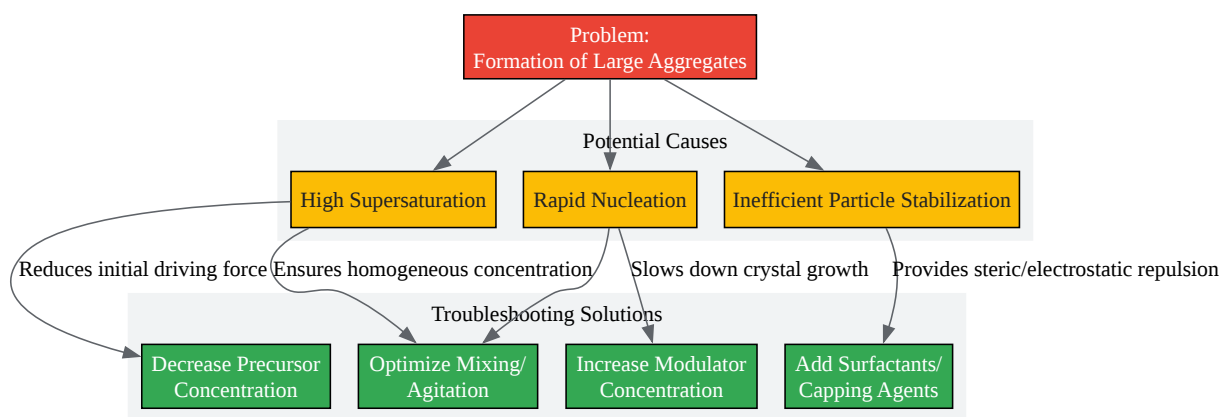 Problem:
Formation of Large Aggregates
Potential Causes
High Supersaturation
Rapid Nucleation
Inefficient Particle Stabilization
Reduces initial driving force
Ensures homogeneous concentration
Slows down crystal growth
Provides steric/electrostatic repulsion
Troubleshooting Solutions
Decrease Precursor
Concentration
Optimize Mixing/
Agitation
Increase Modulator
Concentration
Add Surfactants/
Capping Agents